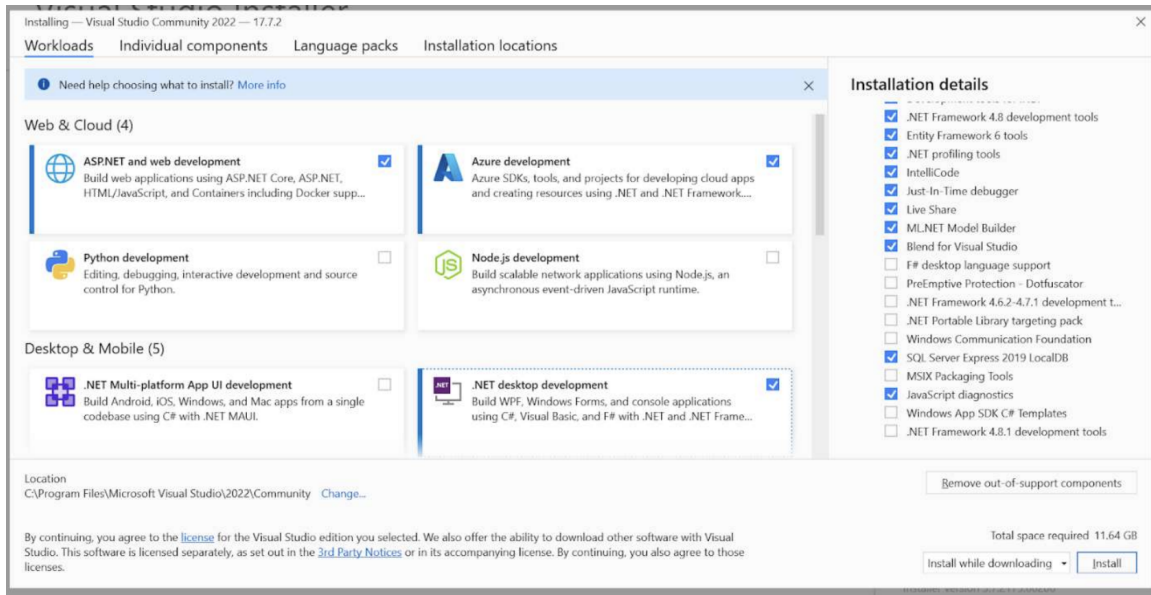 Visual Studio Installer
Installing — Visual Studio Community 2022 — 17.7.2
Workloads Individual components Language packs Installation locations
Need help choosing what to install? More info
Web & Cloud (4)
ASP.NET and web development
Build web applications using ASP.NET Core, ASP.NET,
HTML/JavaScript, and Containers including Docker supp...
Azure development
Azure SDKs, tools, and projects for developing cloud apps
and creating resources using .NET and .NET Framework....
Python development
Editing, debugging, interactive development and source
control for Python.
Node.js development
Build scalable network applications using Node.js, an
asynchronous event-driven JavaScript runtime.
Desktop & Mobile (5)
.NET Multi-platform App UI development
Build Android, iOS, Windows, and Mac apps from a single
codebase using C# with .NET MAUI.
.NET desktop development
Build WPF, Windows Forms, and console applications
using C#, Visual Basic, and F# with .NET and .NET Frame...
Installation details
.NET Framework 4.8 development tools
Entity Framework 6 tools
.NET profiling tools
IntelliCode
Just-In-Time debugger
Live Share
ML.NET Model Builder
Blend for Visual Studio
F# desktop language support
PreEmptive Protection - Dotfuscator
.NET Framework 4.6.2-4.7.1 development t...
.NET Portable Library targeting pack
Windows Communication Foundation
SQL Server Express 2019 LocalDB
MSIX Packaging Tools
JavaScript diagnostics
Windows App SDK C# Templates
.NET Framework 4.8.1 development tools
Location
C:\Program Files\Microsoft Visual Studio\2022\Community Change...
Remove out-of-support components
By continuing, you agree to the license for the Visual Studio edition you selected. We also offer the ability to download other software with Visual
Studio. This software is licensed separately, as set out in the 3rd Party Notices or in its accompanying license. By continuing, you also agree to those
licenses.
Total space required 11.64 GB
Install while downloading Install